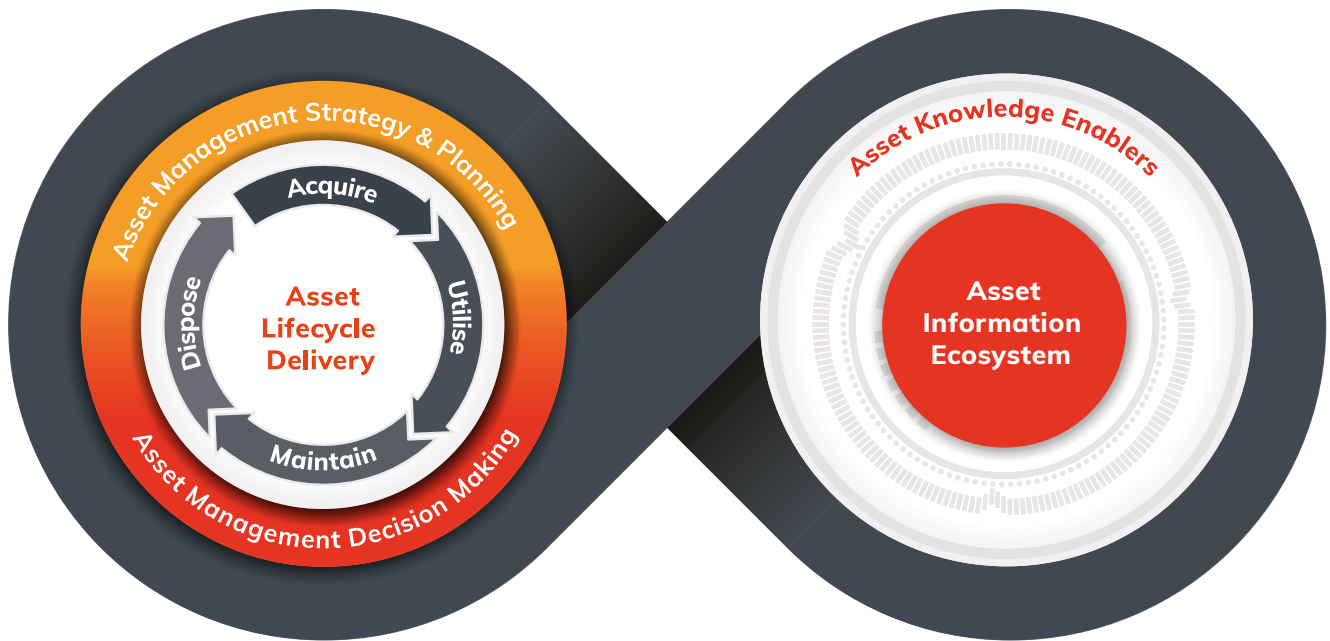 Asset Management Strategy & Planning
Acquire
Utilise
Maintain
Dispose
Asset
Lifecycle
Delivery
Asset Management Decision Making
Asset Knowledge Enablers
Asset
Information
Ecosystem